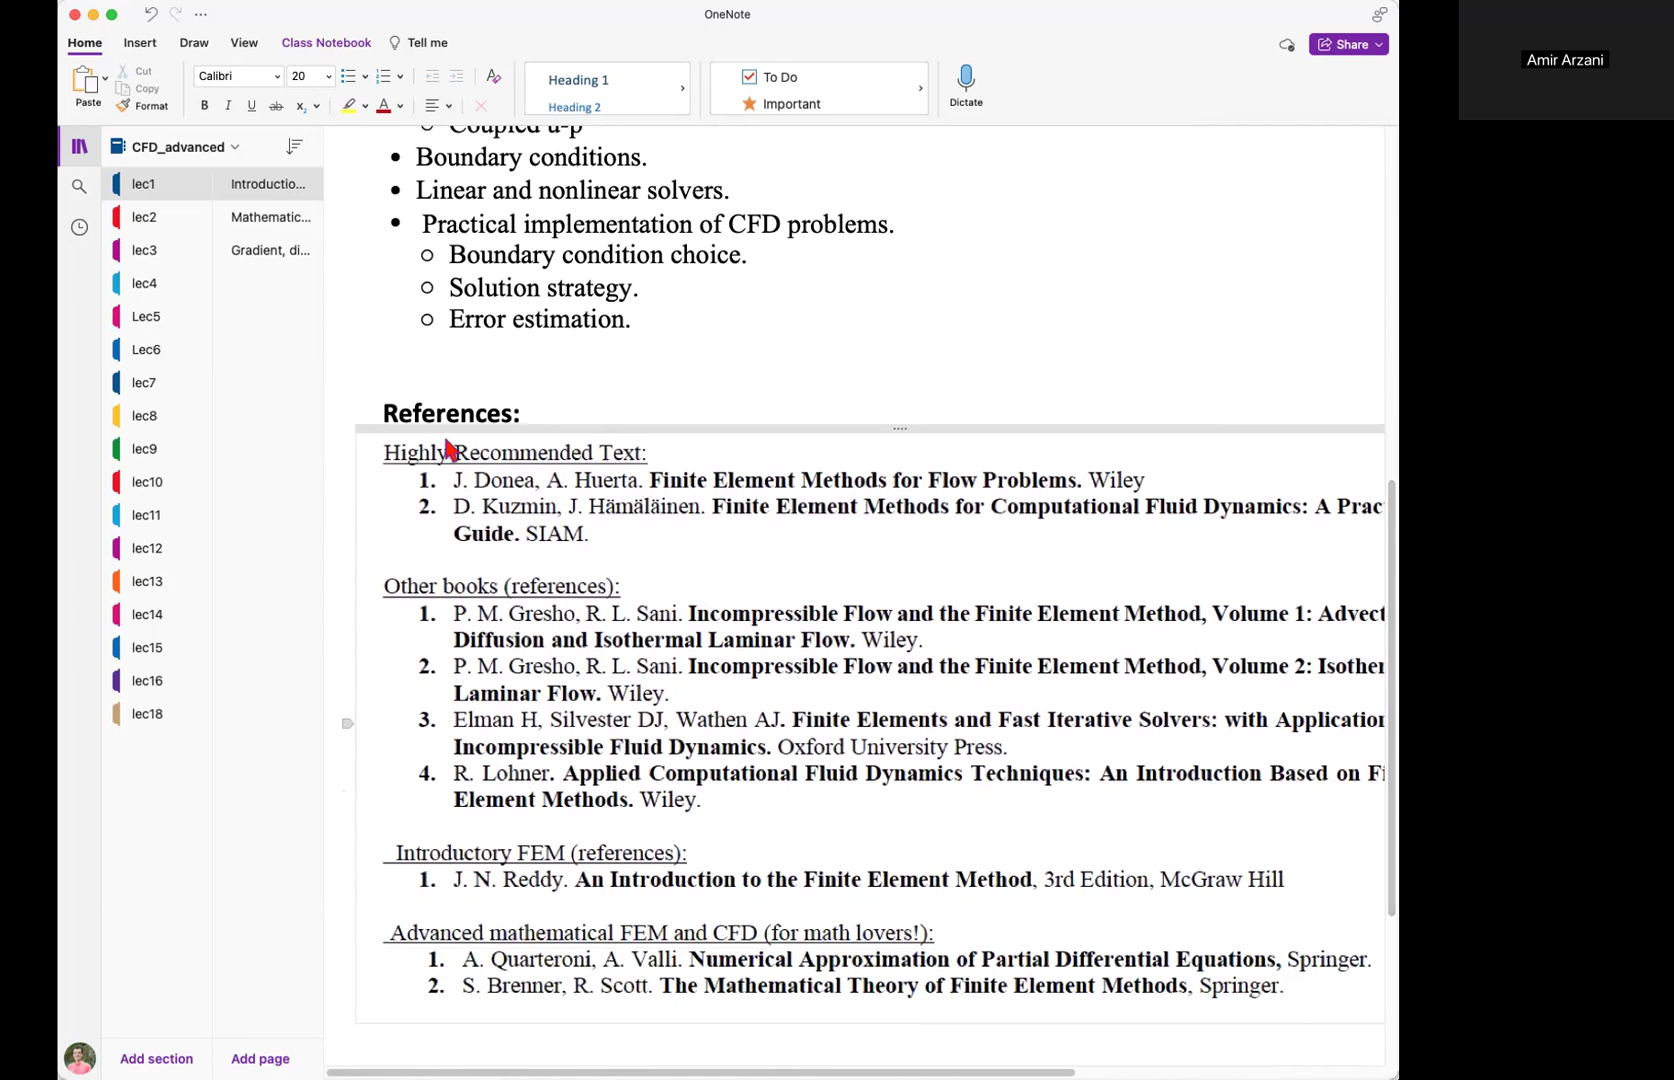 OneNote
Home Insert Draw View Class Notebook Tell me
Share
Cut
Copy
Paste
Format
Calibri 20
Heading 1
Heading 2
To Do
Important
Dictate
CFD_advanced
lec1 Introductio...
lec2 Mathematic...
lec3 Gradient, di...
lec4
Lec5
Lec6
lec7
lec8
lec9
lec10
lec11
lec12
lec13
lec14
lec15
lec16
lec18
Add section Add page
Coupled u-p
Boundary conditions.
Linear and nonlinear solvers.
Practical implementation of CFD problems.
Boundary condition choice.
Solution strategy.
Error estimation.
References:
Highly Recommended Text:
1. J. Donea, A. Huerta. Finite Element Methods for Flow Problems. Wiley
2. D. Kuzmin, J. Hämäläinen. Finite Element Methods for Computational Fluid Dynamics: A Prac
Guide. SIAM.
Other books (references):
1. P. M. Gresho, R. L. Sani. Incompressible Flow and the Finite Element Method, Volume 1: Advect
Diffusion and Isothermal Laminar Flow. Wiley.
2. P. M. Gresho, R. L. Sani. Incompressible Flow and the Finite Element Method, Volume 2: Isother
Laminar Flow. Wiley.
3. Elman H, Silvester DJ, Wathen AJ. Finite Elements and Fast Iterative Solvers: with Application
Incompressible Fluid Dynamics. Oxford University Press.
4. R. Lohner. Applied Computational Fluid Dynamics Techniques: An Introduction Based on Fi
Element Methods. Wiley.
Introductory FEM (references):
1. J. N. Reddy. An Introduction to the Finite Element Method, 3rd Edition, McGraw Hill
Advanced mathematical FEM and CFD (for math lovers!):
1. A. Quarteroni, A. Valli. Numerical Approximation of Partial Differential Equations, Springer.
2. S. Brenner, R. Scott. The Mathematical Theory of Finite Element Methods, Springer.
Amir Arzani